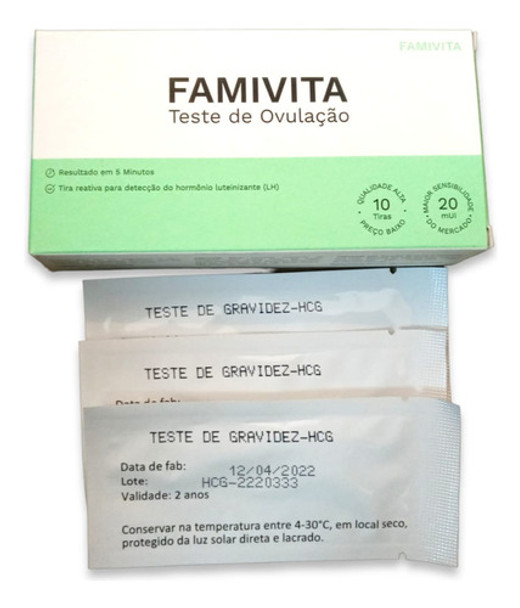 FAMIVITA
FAMIVITA
Teste de Ovulação
Resultado em 5 Minutos
Tira reativa para detecção do hormônio luteinizante (LH)
QUALIDADE ALTA
10
Tiras
PREÇO BAIXO
MAIOR SENSIBILIDADE
20
mUI
DO MERCADO
TESTE DE GRAVIDEZ-HCG
TESTE DE GRAVIDEZ-HCG
Data de fab:
TESTE DE GRAVIDEZ-HCG
Data de fab: 12/04/2022
Lote: HCG-2220333
Validade: 2 anos
Conservar na temperatura entre 4-30°C, em local seco,
protegido da luz solar direta e lacrado.